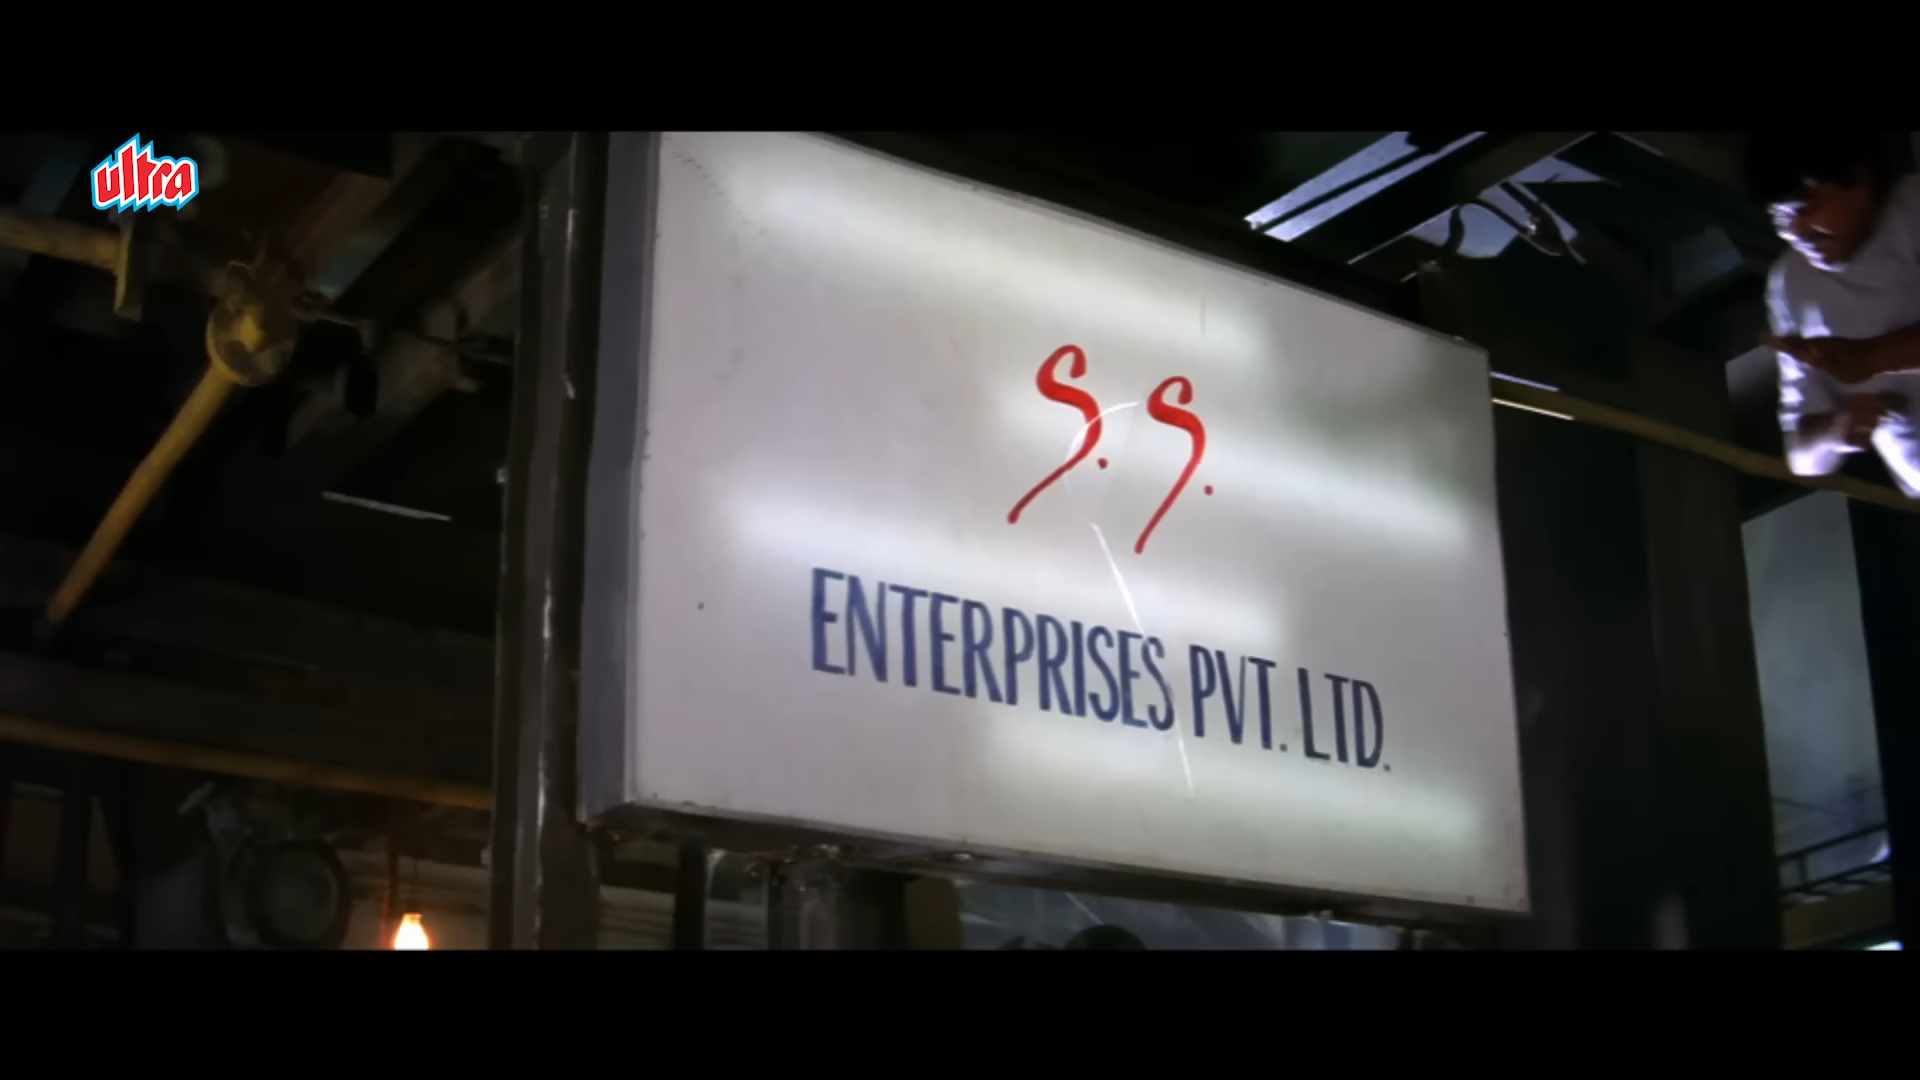 ultra
S. S.
ENTERPRISES PVT. LTD.